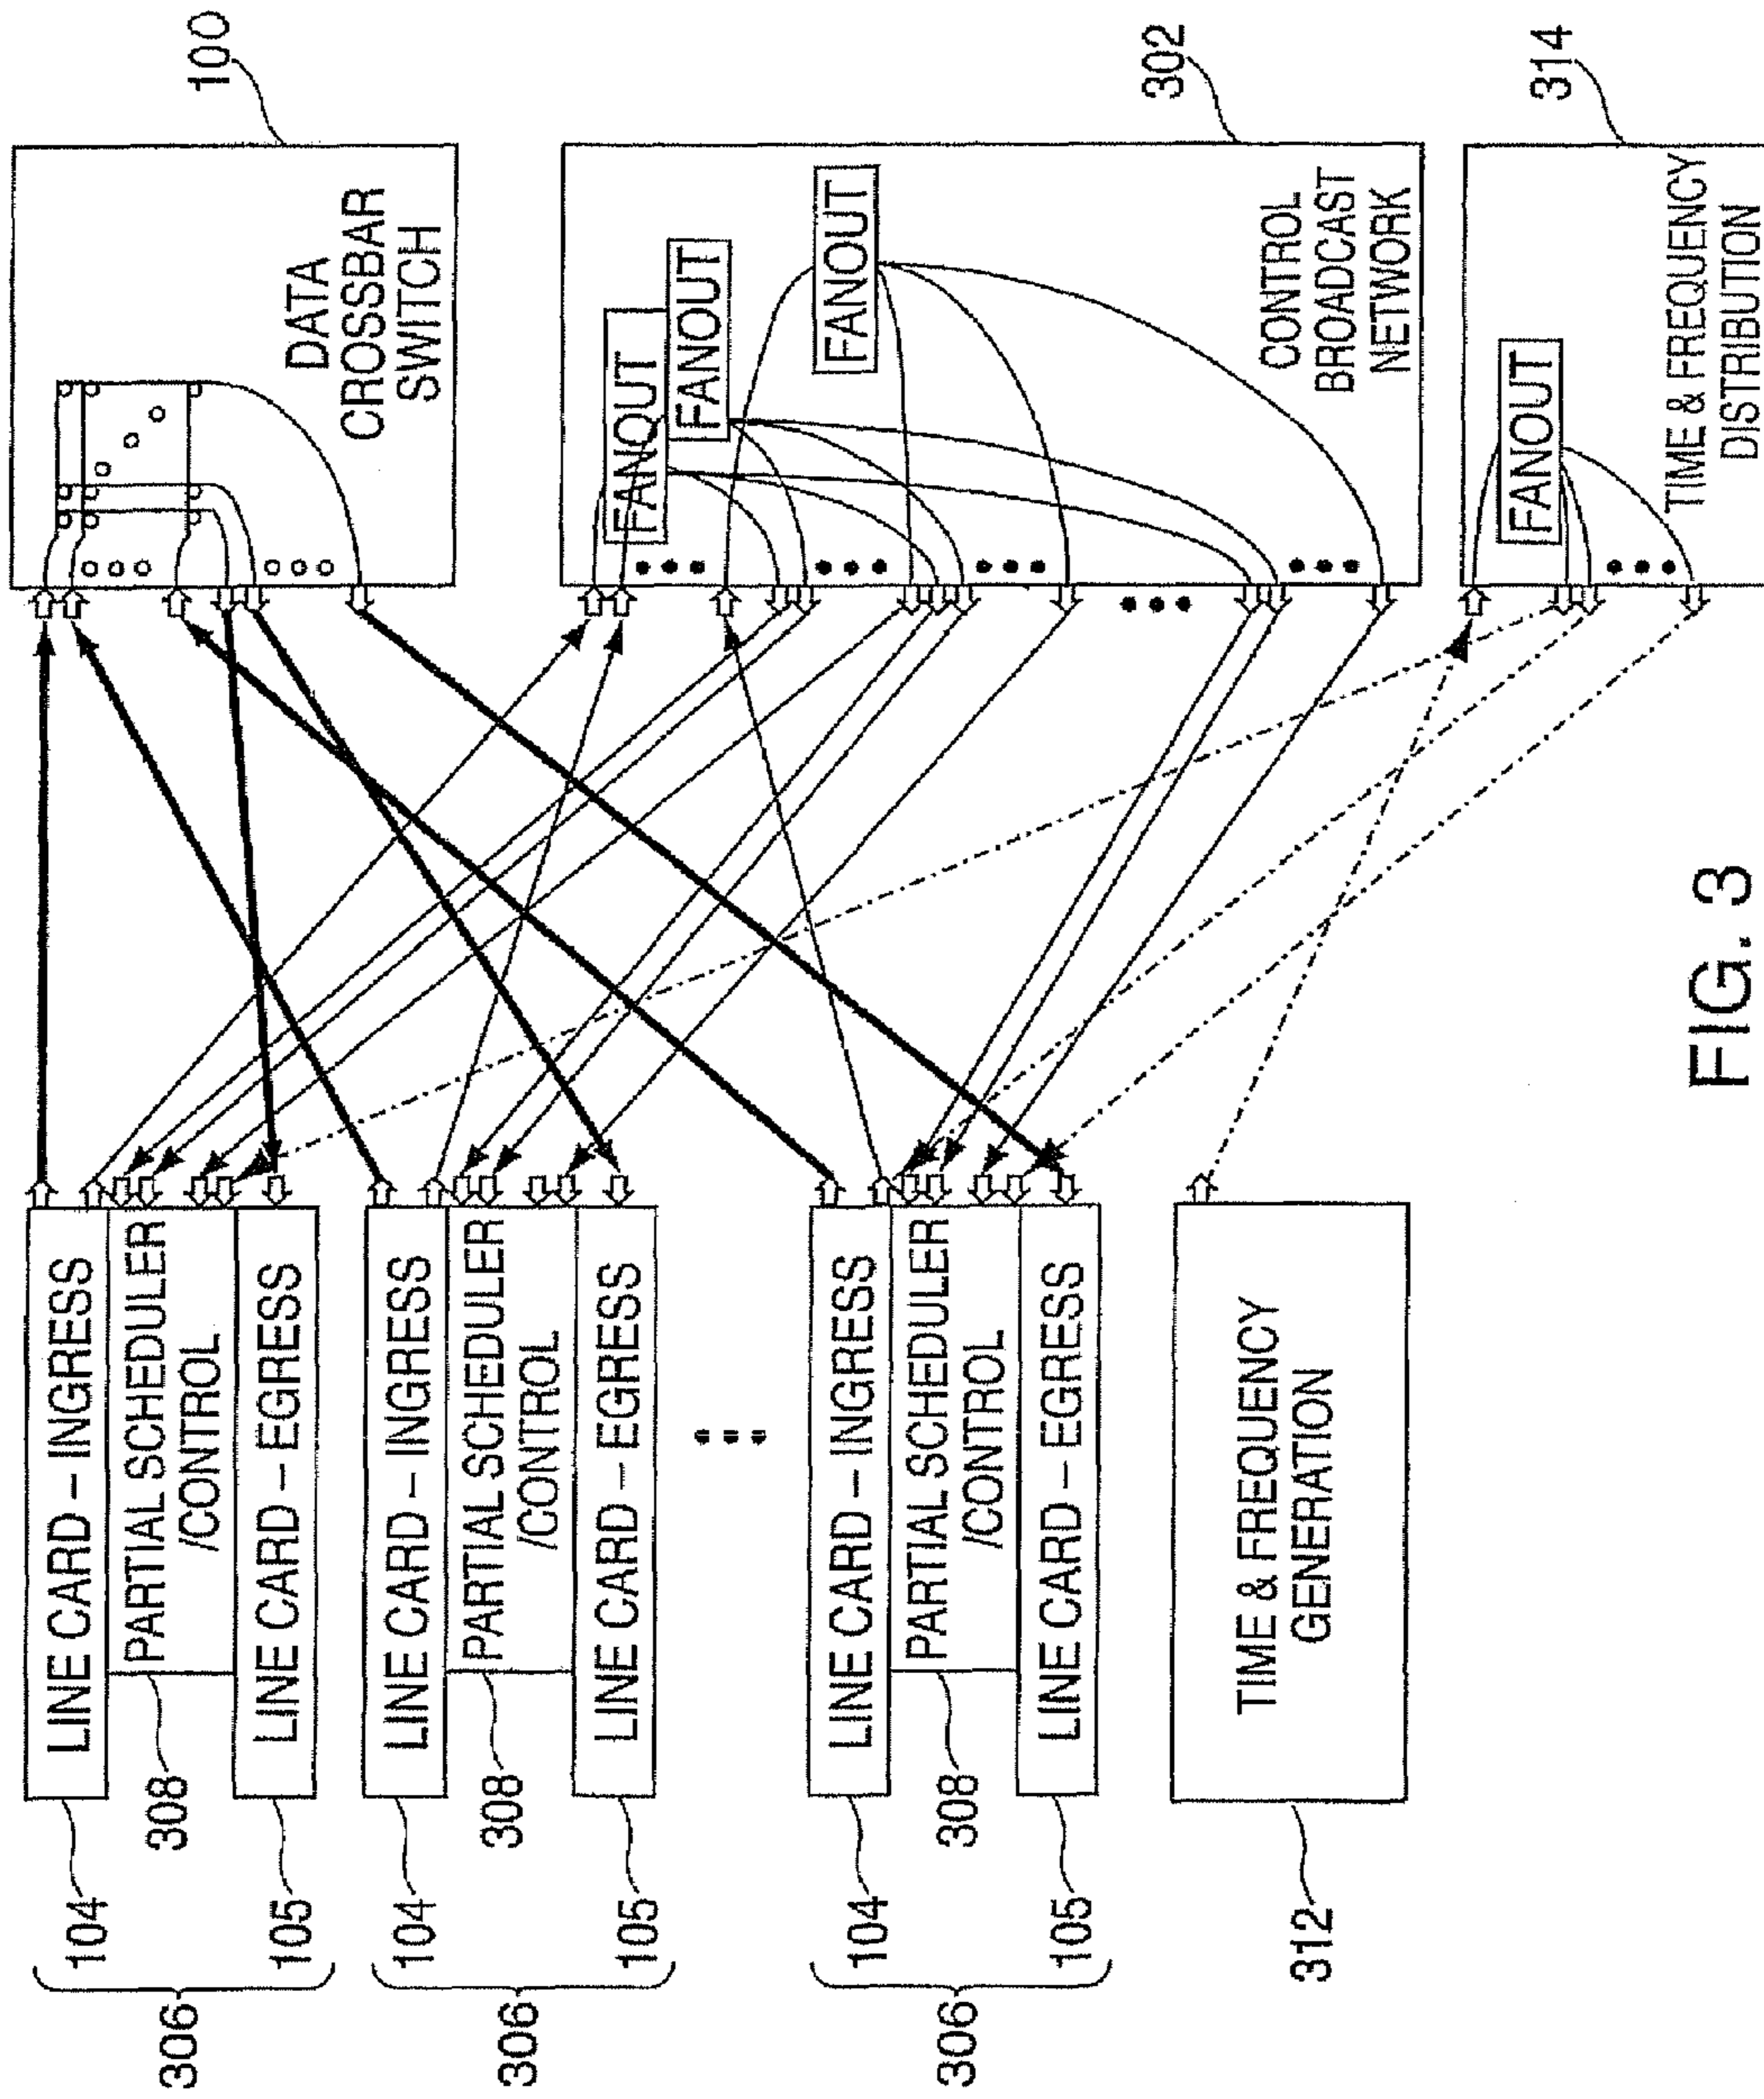 306
104
LINE CARD – INGRESS
308
PARTIAL SCHEDULER
/CONTROL
105
LINE CARD – EGRESS
306
104
LINE CARD – INGRESS
308
PARTIAL SCHEDULER
/CONTROL
105
LINE CARD – EGRESS
306
104
LINE CARD – INGRESS
308
PARTIAL SCHEDULER
/CONTROL
105
LINE CARD – EGRESS
312
TIME & FREQUENCY
GENERATION
100
DATA
CROSSBAR
SWITCH
302
FANOUT
FANOUT
FANOUT
CONTROL
BROADCAST
NETWORK
314
FANOUT
TIME & FREQUENCY
DISTRIBUTION
FIG. 3